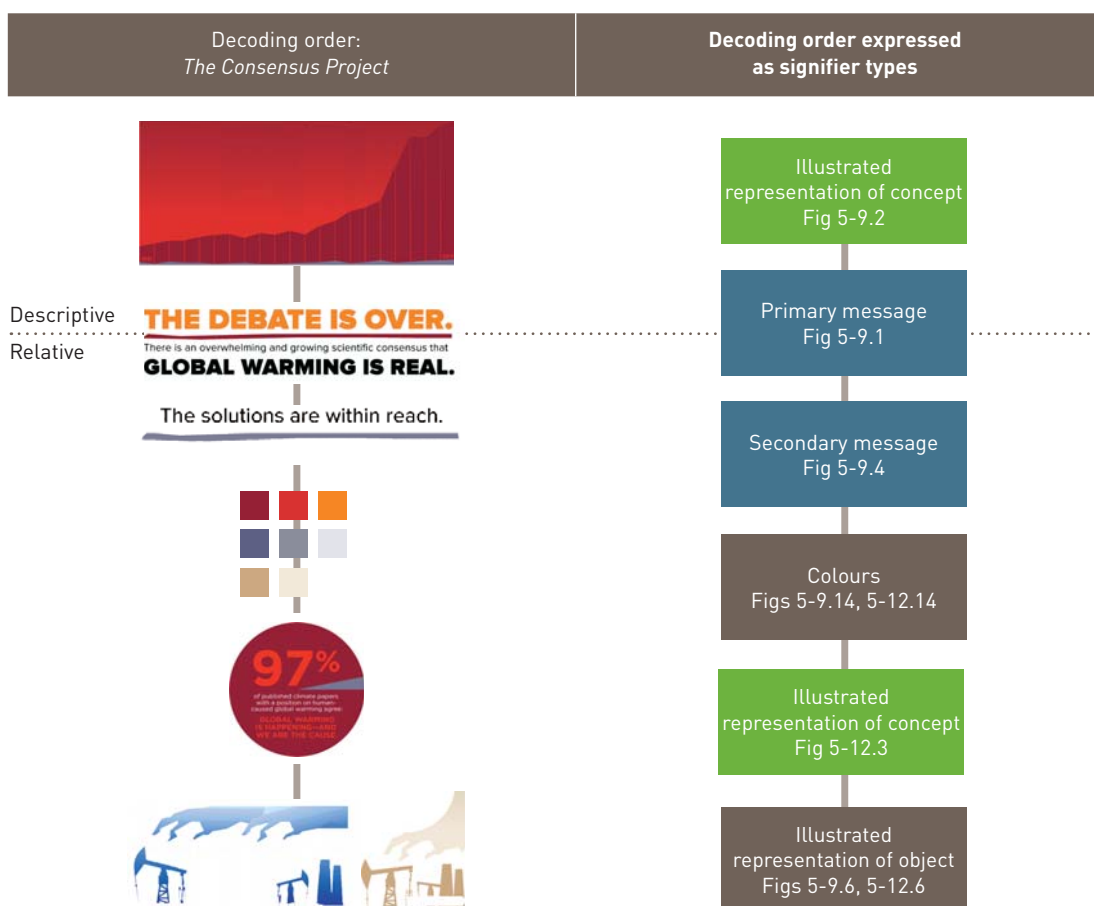 Decoding order:
The Consensus Project
Decoding order expressed
as signifier types
Illustrated
representation of concept
Fig 5-9.2
Descriptive
Relative
THE DEBATE IS OVER.
There is an overwhelming and growing scientific consensus that
GLOBAL WARMING IS REAL.
Primary message
Fig 5-9.1
The solutions are within reach.
Secondary message
Fig 5-9.4
Colours
Figs 5-9.14, 5-12.14
97%
of published climate papers
with a position on human-
caused global warming agree:
GLOBAL WARMING
IS HAPPENING—AND
WE ARE THE CAUSE
Illustrated
representation of concept
Fig 5-12.3
Illustrated
representation of object
Figs 5-9.6, 5-12.6